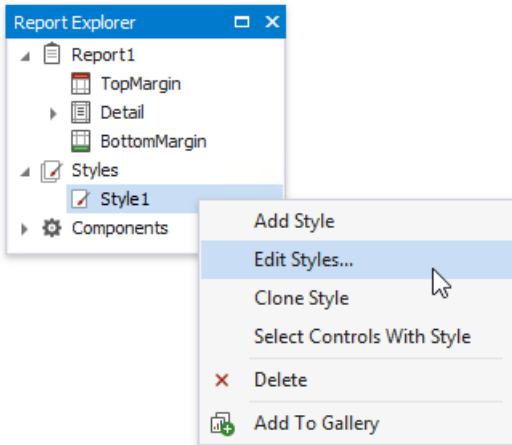 Report Explorer
Report1
TopMargin
Detail
BottomMargin
Styles
Style1
Components
Add Style
Edit Styles...
Clone Style
Select Controls With Style
Delete
Add To Gallery